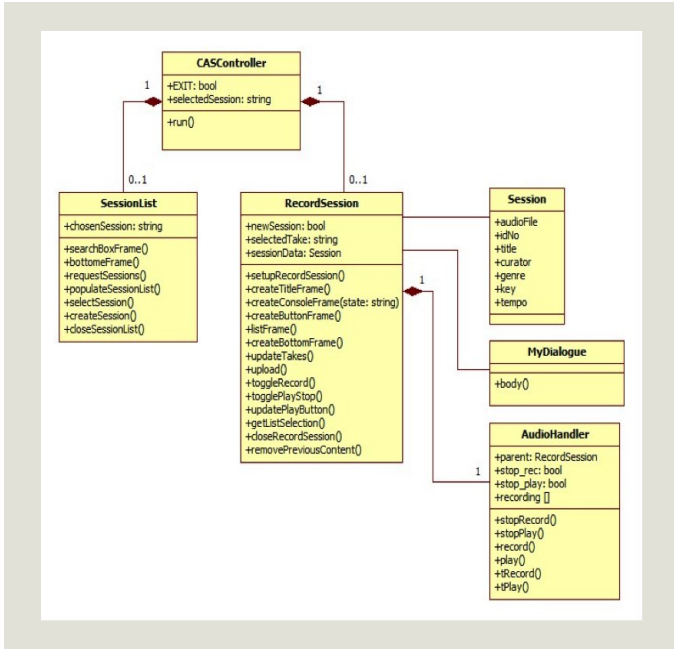 CASController
+EXIT: bool
+selectedSession: string
+run()
1
1
0..1
0..1
SessionList
+chosenSession: string
+searchBoxFrame()
+bottomeFrame()
+requestSessions()
+populateSessionList()
+selectSession()
+createSession()
+closeSessionList()
RecordSession
+newSession: bool
+selectedTake: string
+sessionData: Session
+setupRecordSession()
+createTitleFrame()
+createConsoleFrame(state: string)
+createButtonFrame()
+listFrame()
+createBottomFrame()
+updateTakes()
+upload()
+toggleRecord()
+togglePlayStop()
+updatePlayButton()
+getListSelection()
+closeRecordSession()
+removePreviousContent()
1
1
Session
+audioFile
+idNo
+title
+curator
+genre
+key
+tempo
MyDialogue
+body()
AudioHandler
+parent: RecordSession
+stop_rec: bool
+stop_play: bool
+recording []
+stopRecord()
+stopPlay()
+record()
+play()
+tRecord()
+tPlay()